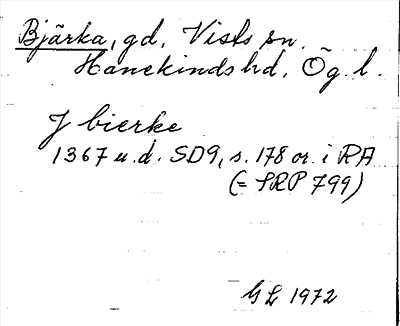 Bjärka, gd, Vists sn.
Hanekinds hd, Ög. l.
J bierke
1367 u.d. SD9, s. 178 or. i RA
(= SRP 799)
GL 1972